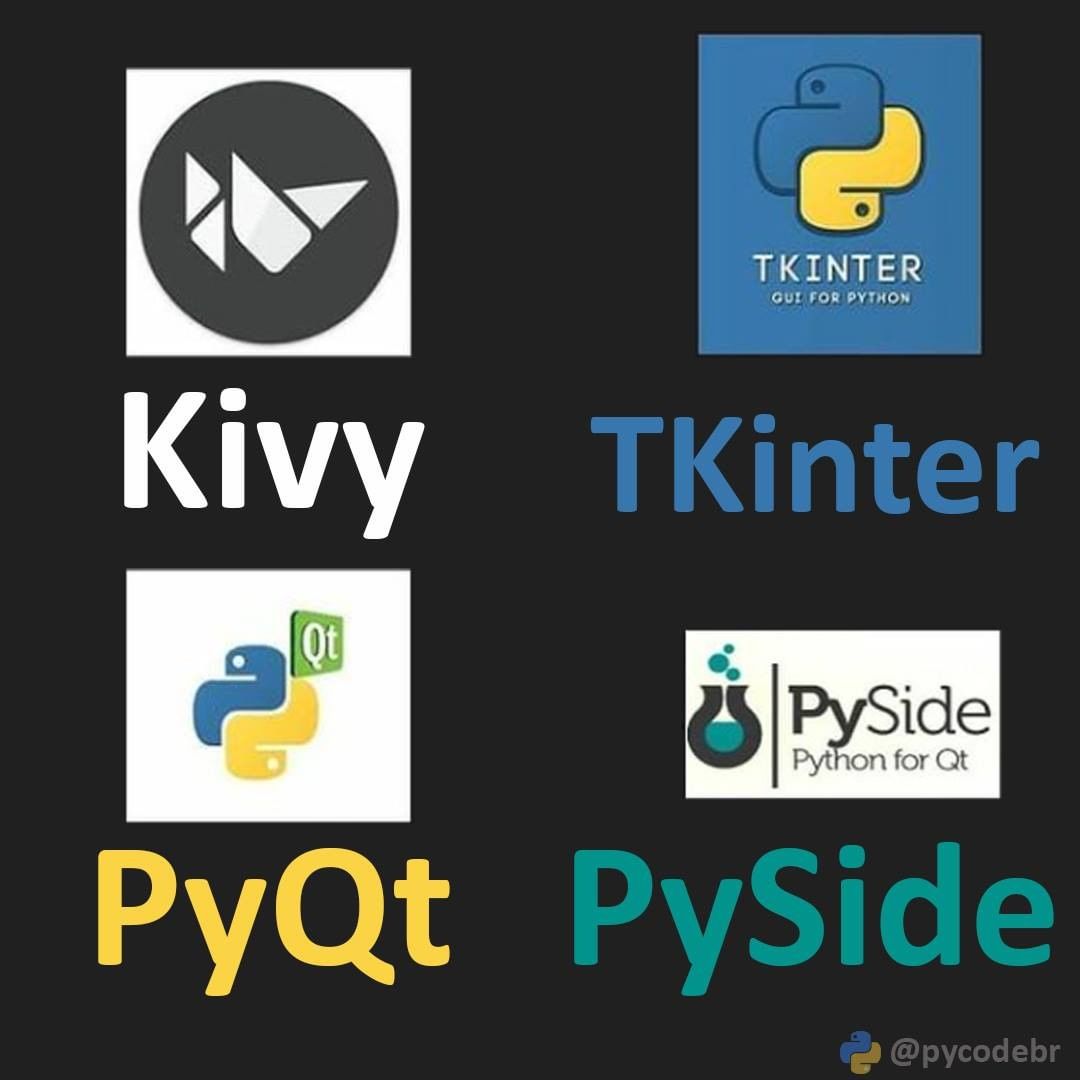 TKINTER
GUI FOR PYTHON
Kivy
TKinter
Qt
PySide
Python for Qt
PyQt
PySide
@pycodebr